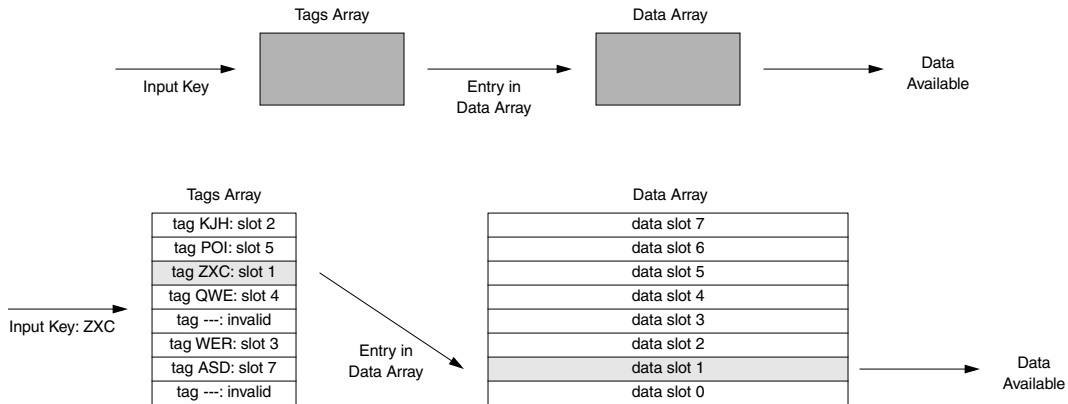 Tags Array
Data Array
Input Key
Entry in
Data Array
Data
Available
Tags Array
Data Array
tag KJH: slot 2
tag POI: slot 5
tag ZXC: slot 1
tag QWE: slot 4
tag ---: invalid
tag WER: slot 3
tag ASD: slot 7
tag ---: invalid
Input Key: ZXC
Entry in
Data Array
data slot 7
data slot 6
data slot 5
data slot 4
data slot 3
data slot 2
data slot 1
data slot 0
Data
Available